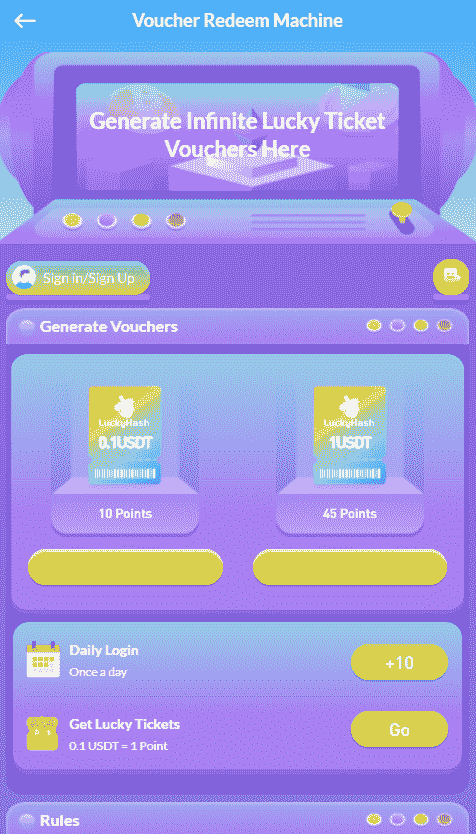 Voucher Redeem Machine
Generate Infinite Lucky Ticket
Vouchers Here
Sign in/Sign Up
Generate Vouchers
LuckyHash
0.1USDT
LuckyHash
1USDT
10 Points
45 Points
Daily Login
Once a day
+10
Get Lucky Tickets
0.1 USDT = 1 Point
Go
Rules